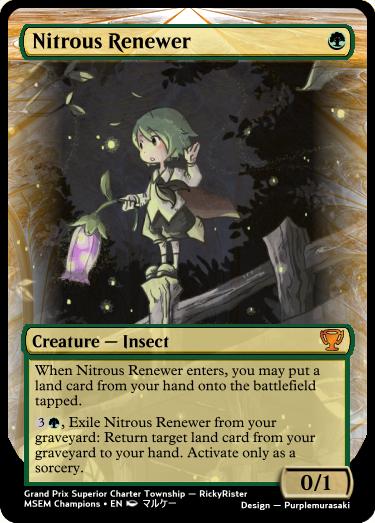 Nitrous Renewer
Creature — Insect
When Nitrous Renewer enters, you may put a
land card from your hand onto the battlefield
tapped.
3, Exile Nitrous Renewer from your
graveyard: Return target land card from your
graveyard to your hand. Activate only as a
sorcery.
0/1
Grand Prix Superior Charter Township — RickyRister
MSEM Champions • EN マルケー
Design — Purplemurasaki